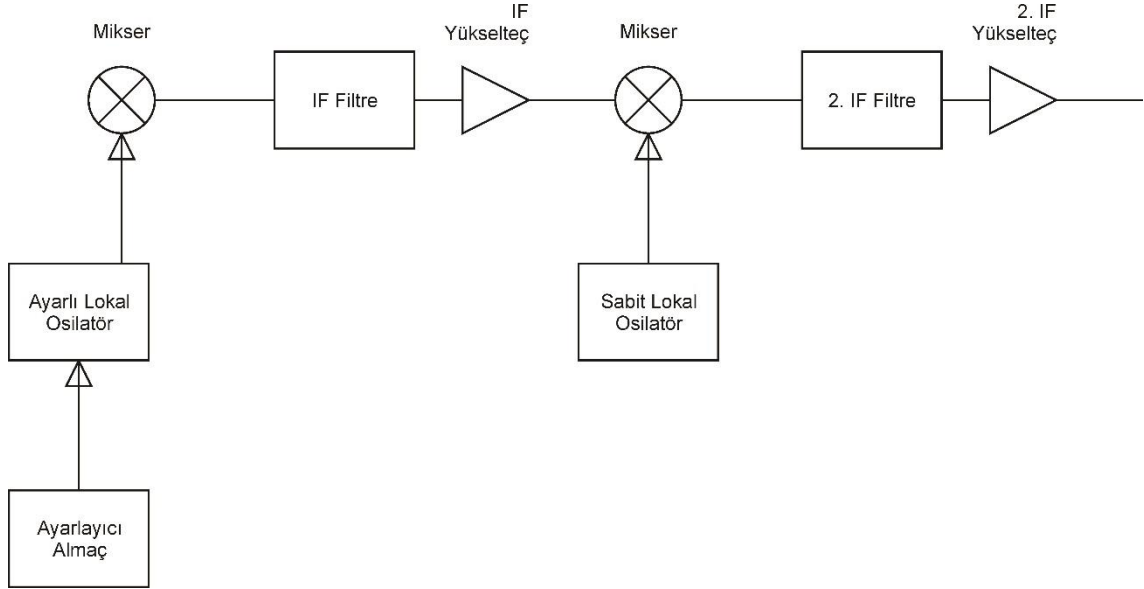 Mikser
IF Filtre
IF
Yükselteç
Mikser
2. IF Filtre
2. IF
Yükselteç
Ayarlı Lokal
Osilatör
Sabit Lokal
Osilatör
Ayarlayıcı
Almaç